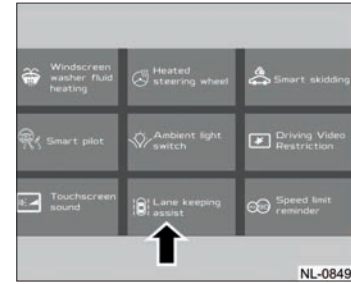 Windscreen
washer fluid
heating
Heated
steering wheel
Smart skidding
Smart pilot
Ambient light
switch
Driving Video
Restriction
Touchscreen
sound
Lane keeping
assist
Speed limit
reminder
NL-0849